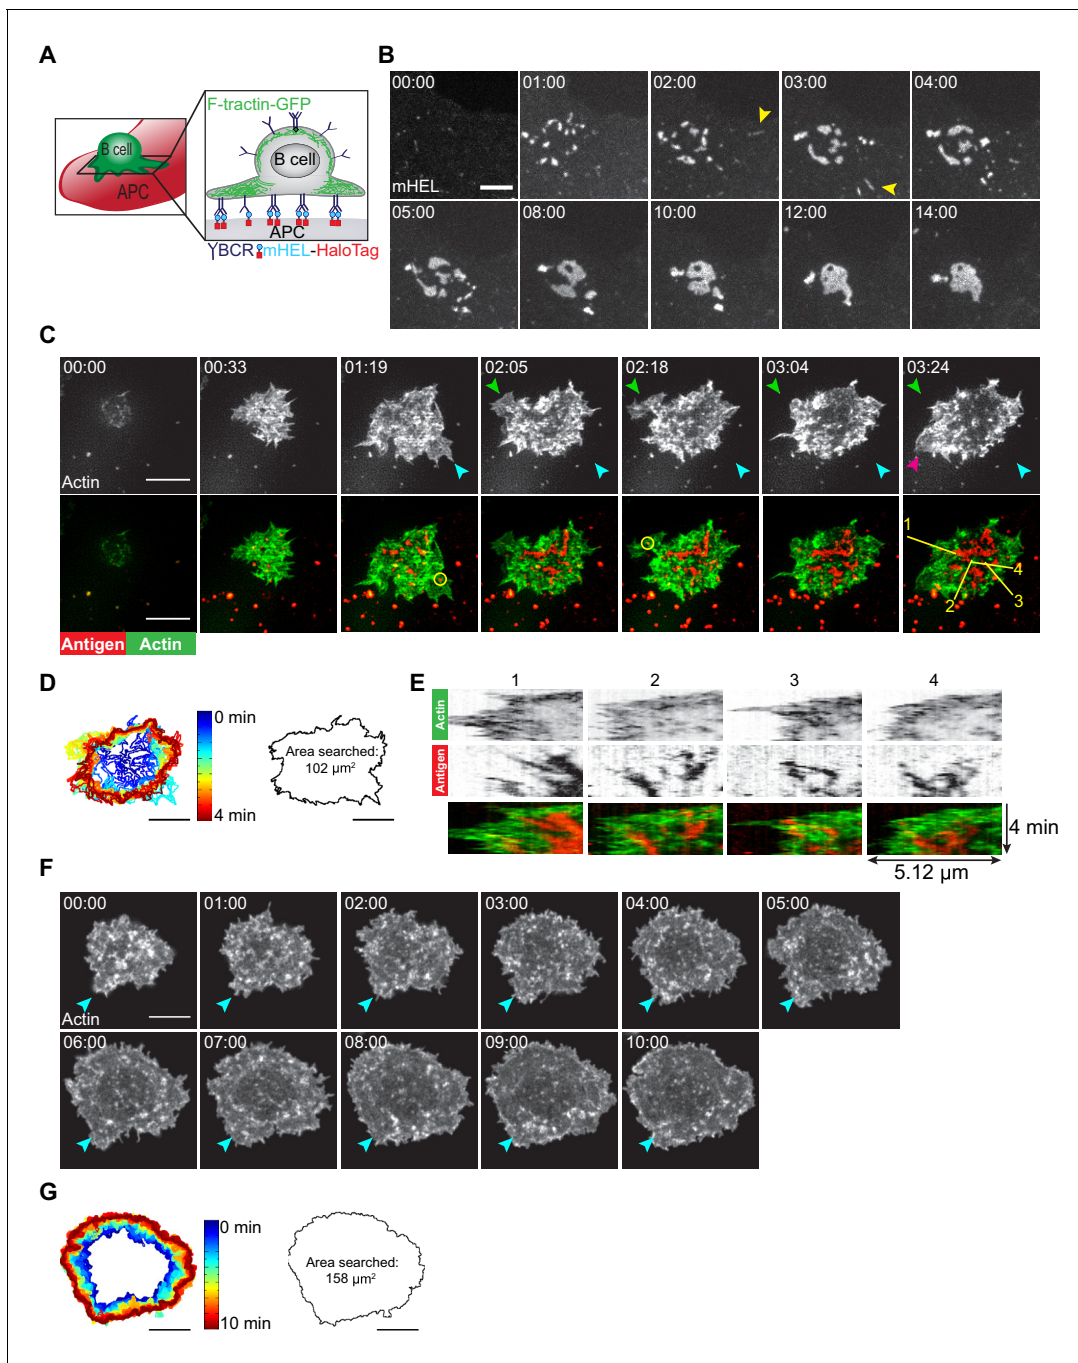 A
F-tractin-GFP
B cell
B cell
APC
APC
BCR mHEL-HaloTag
B
00:00
01:00
02:00
03:00
04:00
mHEL
05:00
08:00
10:00
12:00
14:00
C
00:00
00:33
01:19
02:05
02:18
03:04
03:24
Actin
1
4
2
3
Antigen Actin
D
0 min
4 min
Area searched:
102 µm²
E
1
2
3
4
Actin
Antigen
4 min
5.12 µm
F
00:00
01:00
02:00
03:00
04:00
05:00
Actin
06:00
07:00
08:00
09:00
10:00
G
0 min
10 min
Area searched:
158 µm²